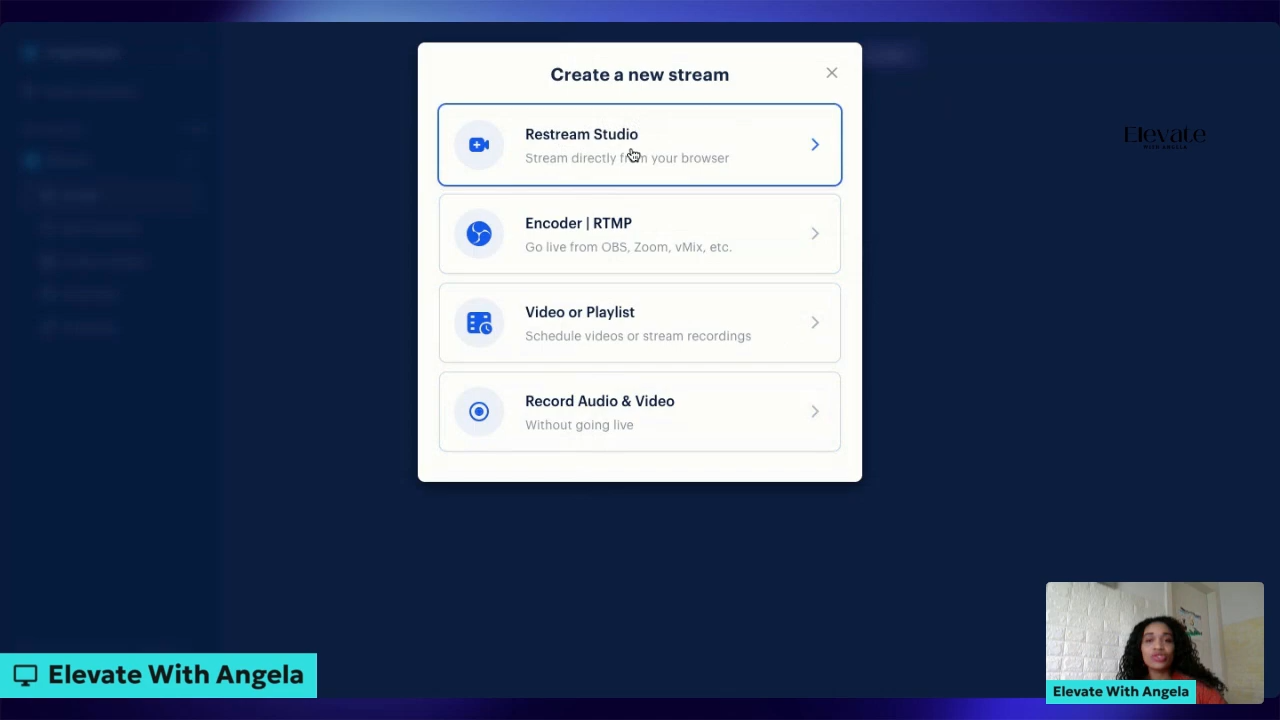 Create a new stream
Restream Studio
Stream directly from your browser
Elevate
WITH ANGELA
Encoder | RTMP
Go live from OBS, Zoom, vMix, etc.
Video or Playlist
Schedule videos or stream recordings
Record Audio & Video
Without going live
Elevate With Angela
Elevate With Angela